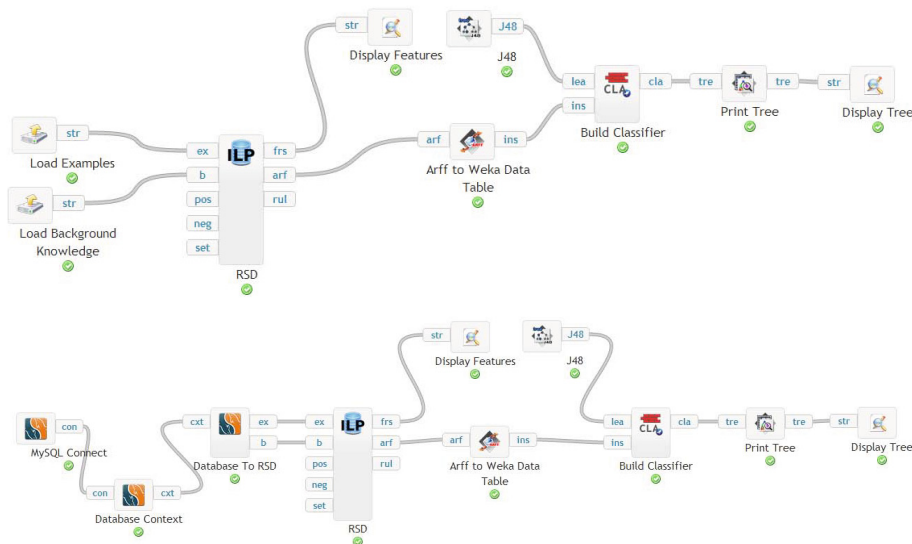 str
Display Features
J48
J48
lea
ins
CLA
cla
Build Classifier
tre
tre
Print Tree
str
Display Tree
str
Load Examples
str
Load Background
Knowledge
ex
b
pos
neg
set
ILP
frs
arf
rul
RSD
arf
ins
Arff to Weka Data
Table
str
Display Features
J48
J48
con
MySQL Connect
con
cxt
Database Context
cxt
ex
b
Database To RSD
ex
b
pos
neg
set
ILP
frs
arf
rul
RSD
arf
ins
Arff to Weka Data
Table
lea
ins
CLA
cla
Build Classifier
tre
tre
Print Tree
str
Display Tree